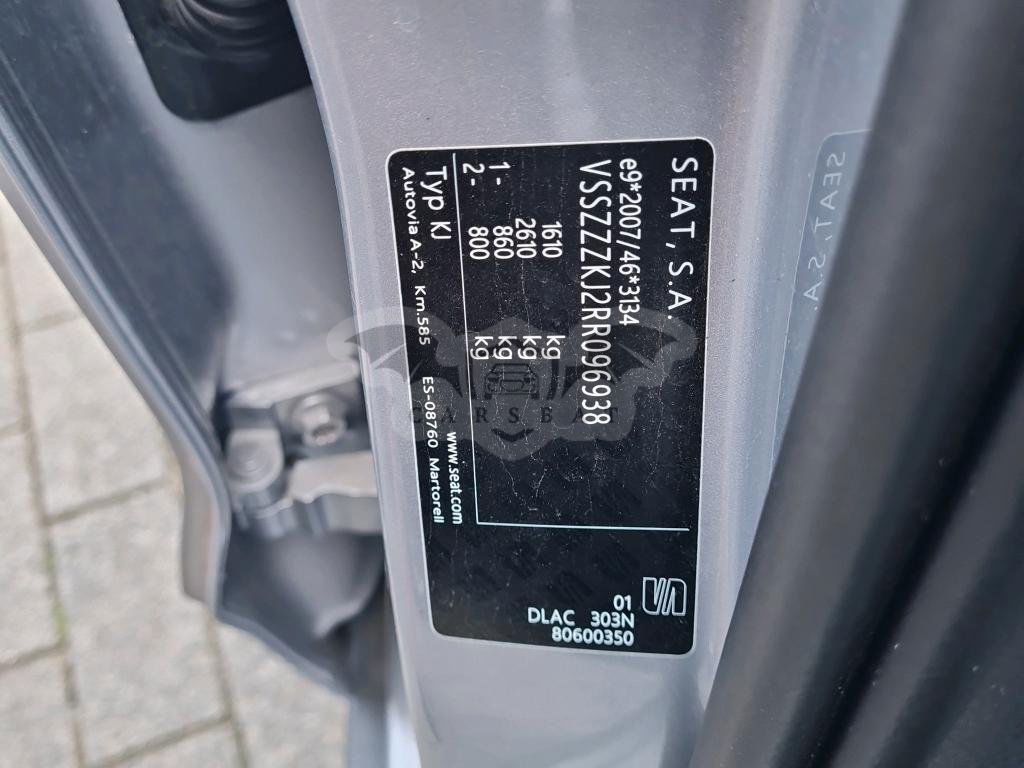 SEAT, S.A.
e9*2007/46*3134
VSSZZZKJ2RR096938
1610 kg
2610 kg
1- 860 kg
2- 800 kg
www.seat.com
Typ KJ
Autovia A-2, Km.585 ES-08760 Martorell
01
DLAC 303N
80600350
SEAT, S.A.
CARSBAT